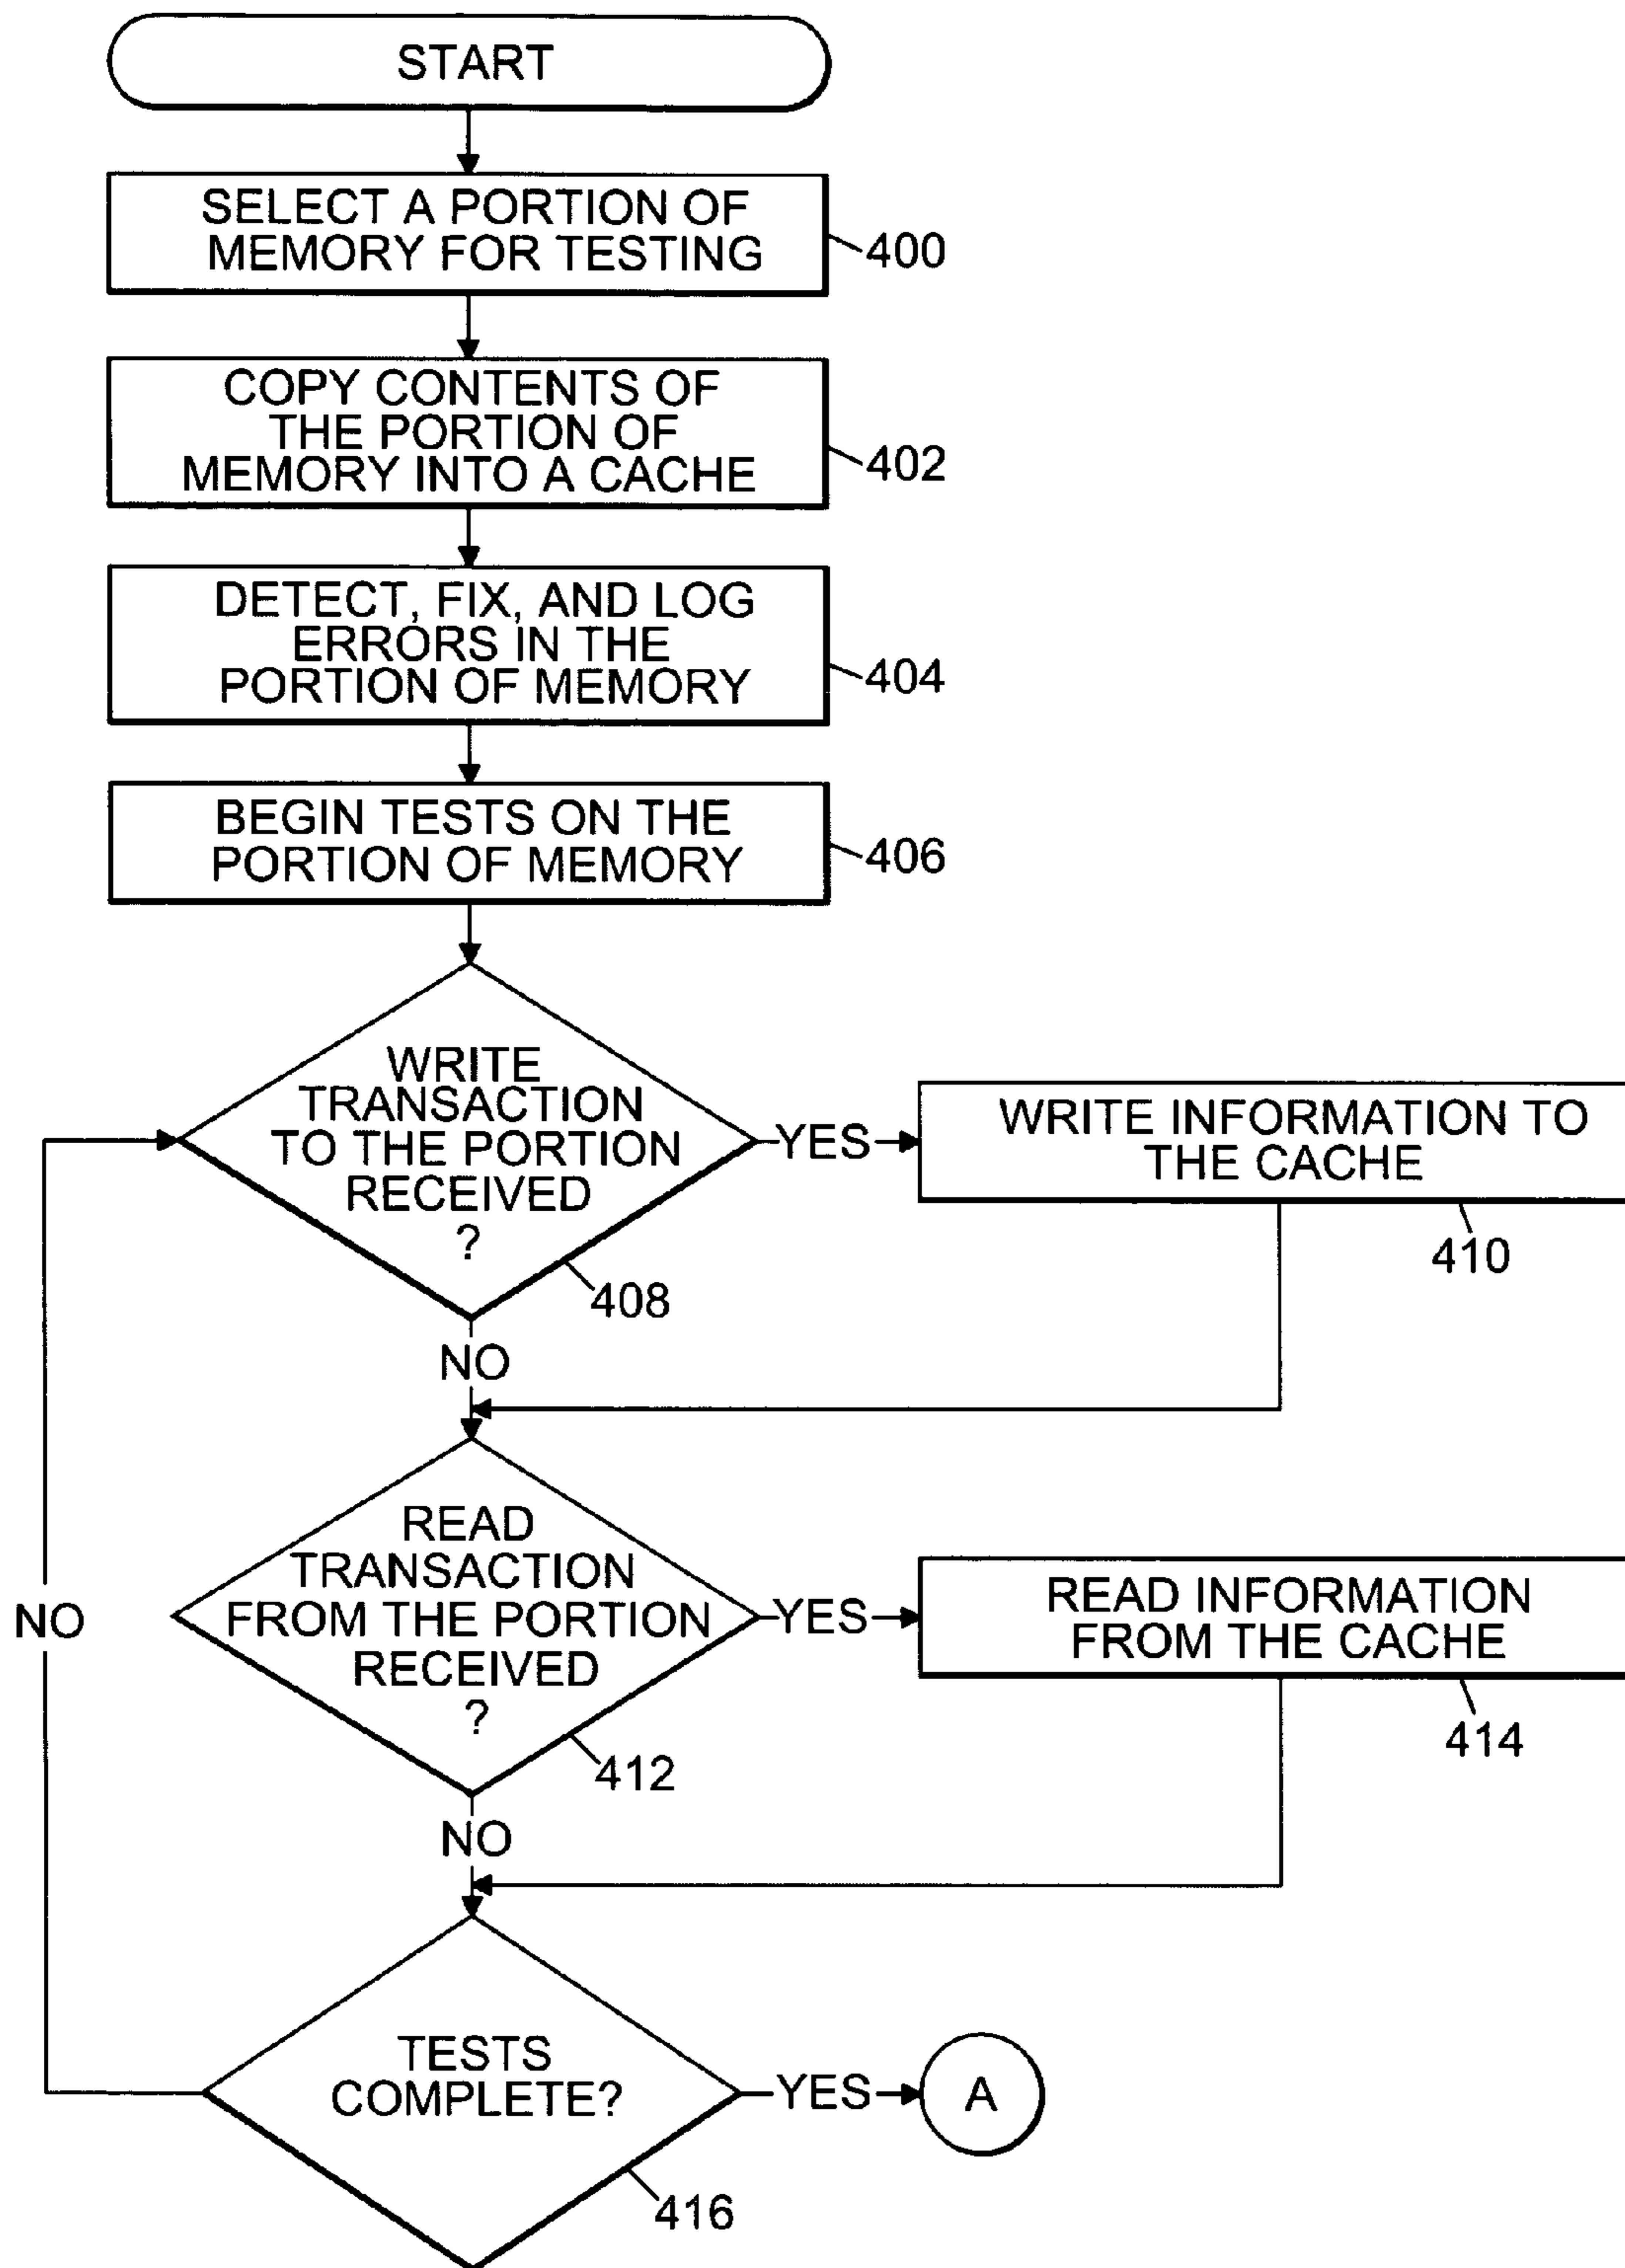 START
SELECT A PORTION OF
MEMORY FOR TESTING
400
COPY CONTENTS OF
THE PORTION OF
MEMORY INTO A CACHE
402
DETECT, FIX, AND LOG
ERRORS IN THE
PORTION OF MEMORY
404
BEGIN TESTS ON THE
PORTION OF MEMORY
406
WRITE
TRANSACTION
TO THE PORTION
RECEIVED
?
408
YES
WRITE INFORMATION TO
THE CACHE
410
NO
READ
TRANSACTION
FROM THE PORTION
RECEIVED
?
412
YES
READ INFORMATION
FROM THE CACHE
414
NO
NO
TESTS
COMPLETE?
416
YES
A